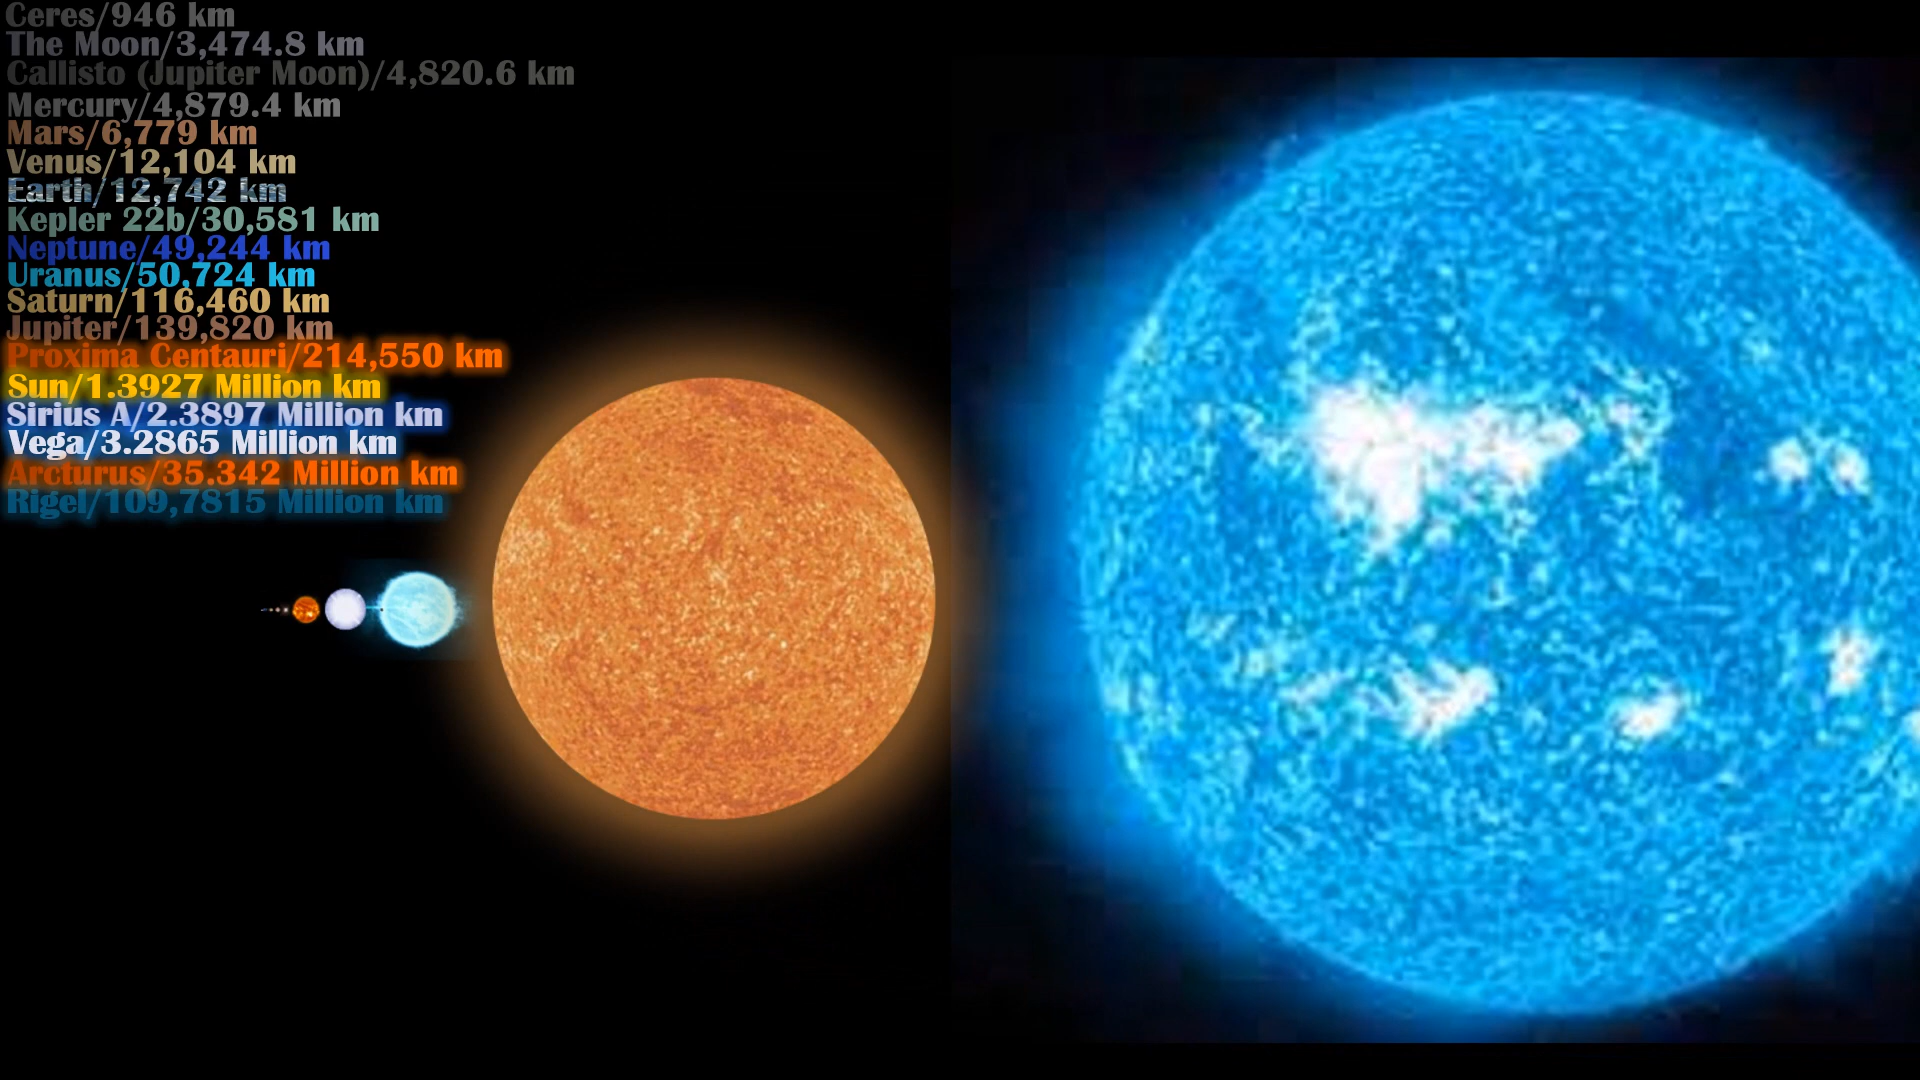 Ceres/946 km
The Moon/3,474.8 km
Callisto (Jupiter Moon)/4,820.6 km
Mercury/4,879.4 km
Mars/6,779 km
Venus/12,104 km
Earth/12,742 km
Kepler 22b/30,581 km
Neptune/49,244 km
Uranus/50,724 km
Saturn/116,460 km
Jupiter/139,820 km
Proxima Centauri/214,550 km
Sun/1.3927 Million km
Sirius A/2.3897 Million km
Vega/3.2865 Million km
Arcturus/35.342 Million km
Rigel/109,7815 Million km